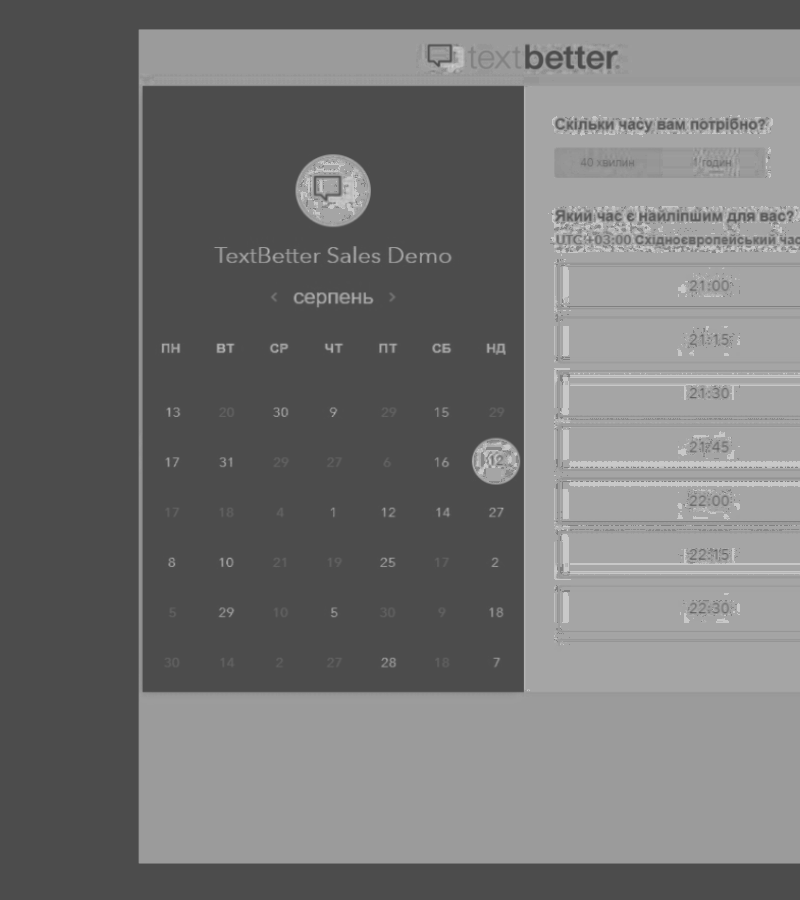 textbetter
TextBetter Sales Demo
‹ серпень ›
ПН ВТ СР ЧТ ПТ СБ НД
13 20 30 9 29 15 29
17 31 29 27 6 16 12
17 18 4 1 12 14 27
8 10 21 19 25 17 2
5 29 10 5 30 9 18
30 14 2 27 28 18 7
Скільки часу вам потрібно?
40 хвилин 1 годин
Який час є найліпшим для вас?
UTC +03:00 Східноєвропейський час
21:00
21:15
21:30
21:45
22:00
22:15
22:30